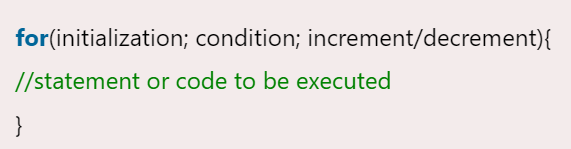 for(initialization; condition; increment/decrement){
//statement or code to be executed
}